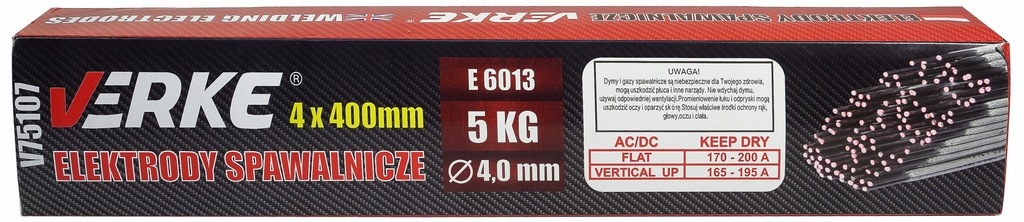 ELEKTRODY SPAWALNICZE
VERKE®
WELDING ELECTRODES
V75107
VERKE®
4 x 400mm
ELEKTRODY SPAWALNICZE
E 6013
5 KG
Ø 4,0 mm
UWAGA!
Dymy i gazy spawalnicze są niebezpieczne dla Twojego zdrowia,
mogą uszkodzić płuca i inne narządy. Nie wdychaj dymu,
używaj odpowiedniej wentylacji.Promieniowanie łuku i odpryski mogą
uszkodzić oczy i oparzyć skórę.Stosuj właściwe środki ochrony rąk,
głowy,oczu i ciała.
AC/DC KEEP DRY
FLAT 170 - 200 A
VERTICAL UP 165 - 195 A